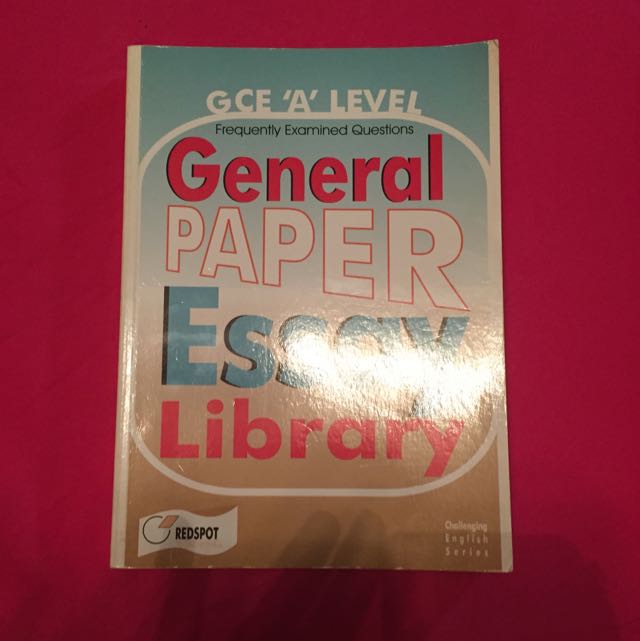 GCE 'A' LEVEL
Frequently Examined Questions
General
PAPER
Essay
Library
REDSPOT
Challenging
English
Series